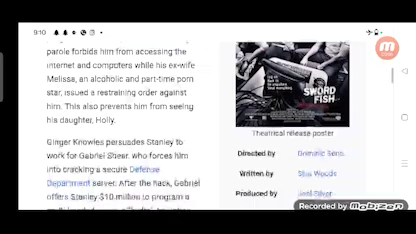 9:10
parole forbids him from accessing the
internet and computers while his ex-wife
Melissa, an alcoholic and part-time porn
star, issued a restraining order against
him. This also prevents him from seeing
his daughter, Holly.
Ginger Knowles persuades Stanley to
work for Gabriel Shear, who forces him
into cracking a secure Defense
Department server. After the hack, Gabriel
offers Stanley $10 million to program a
SWORD
FISH
Theatrical release poster
Directed by Dominic Sena
Written by Skip Woods
Produced by Joel Silver
Recorded by Mobizen